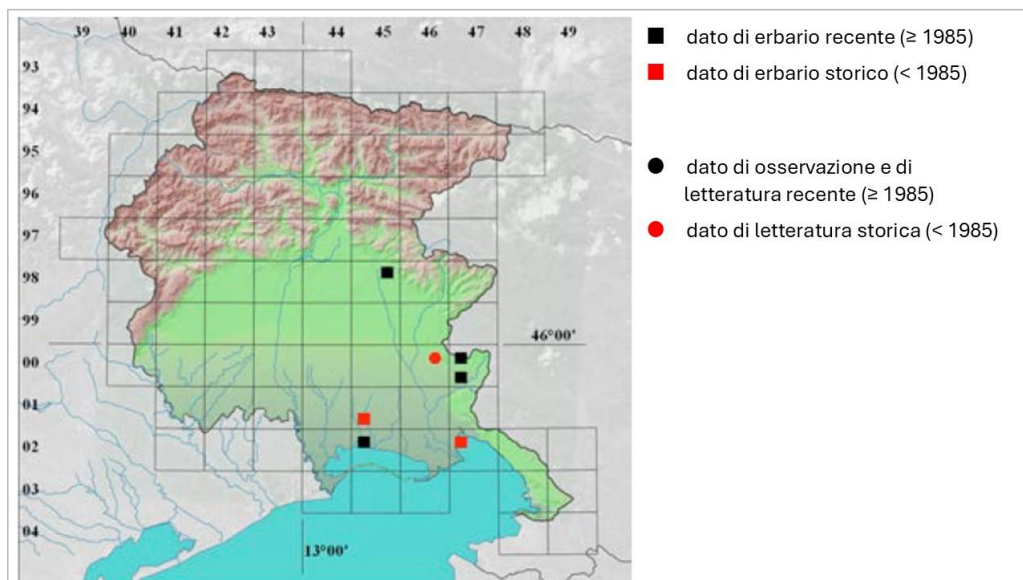 39 40 41 42 43 44 45 46 47 48 49
93
94
95
96
97
98
99
00
01
02
03
04
46°00'
13°00'
dato di erbario recente (≥ 1985)
dato di erbario storico (< 1985)
dato di osservazione e di
letteratura recente (≥ 1985)
dato di letteratura storica (< 1985)